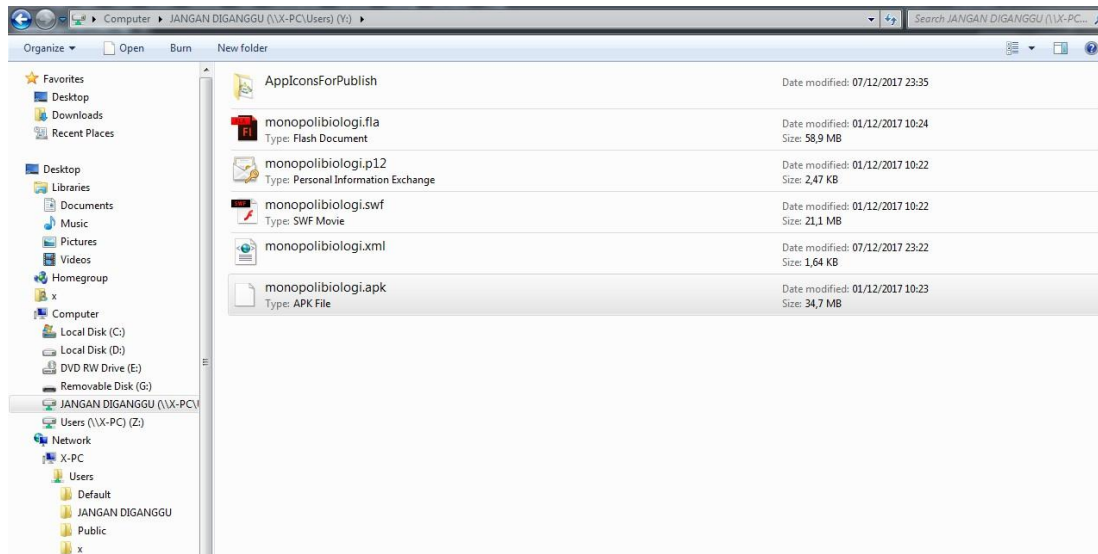 Computer ▸ JANGAN DIGANGGU (\\X-PC\Users) (Y:) ▸
Search JANGAN DIGANGGU (\\X-PC...
Organize Open Burn New folder
Favorites
Desktop
Downloads
Recent Places
Desktop
Libraries
Documents
Music
Pictures
Videos
Homegroup
x
Computer
Local Disk (C:)
Local Disk (D:)
DVD RW Drive (E:)
Removable Disk (G:)
JANGAN DIGANGGU (\\X-PC\
Users (\\X-PC) (Z:)
Network
X-PC
Users
Default
JANGAN DIGANGGU
Public
x
AppIconsForPublish Date modified: 07/12/2017 23:35
monopolibiologi.fla Date modified: 01/12/2017 10:24
Type: Flash Document Size: 58,9 MB
monopolibiologi.p12 Date modified: 01/12/2017 10:22
Type: Personal Information Exchange Size: 2,47 KB
monopolibiologi.swf Date modified: 01/12/2017 10:22
Type: SWF Movie Size: 21,1 MB
monopolibiologi.xml Date modified: 07/12/2017 23:22
Size: 1,64 KB
monopolibiologi.apk Date modified: 01/12/2017 10:23
Type: APK File Size: 34,7 MB